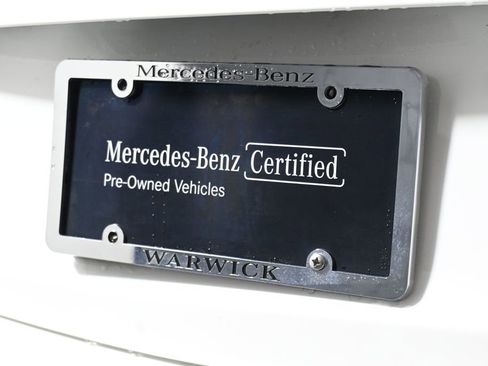 Mercedes-Benz
Mercedes-Benz Certified
Pre-Owned Vehicles
WARWICK